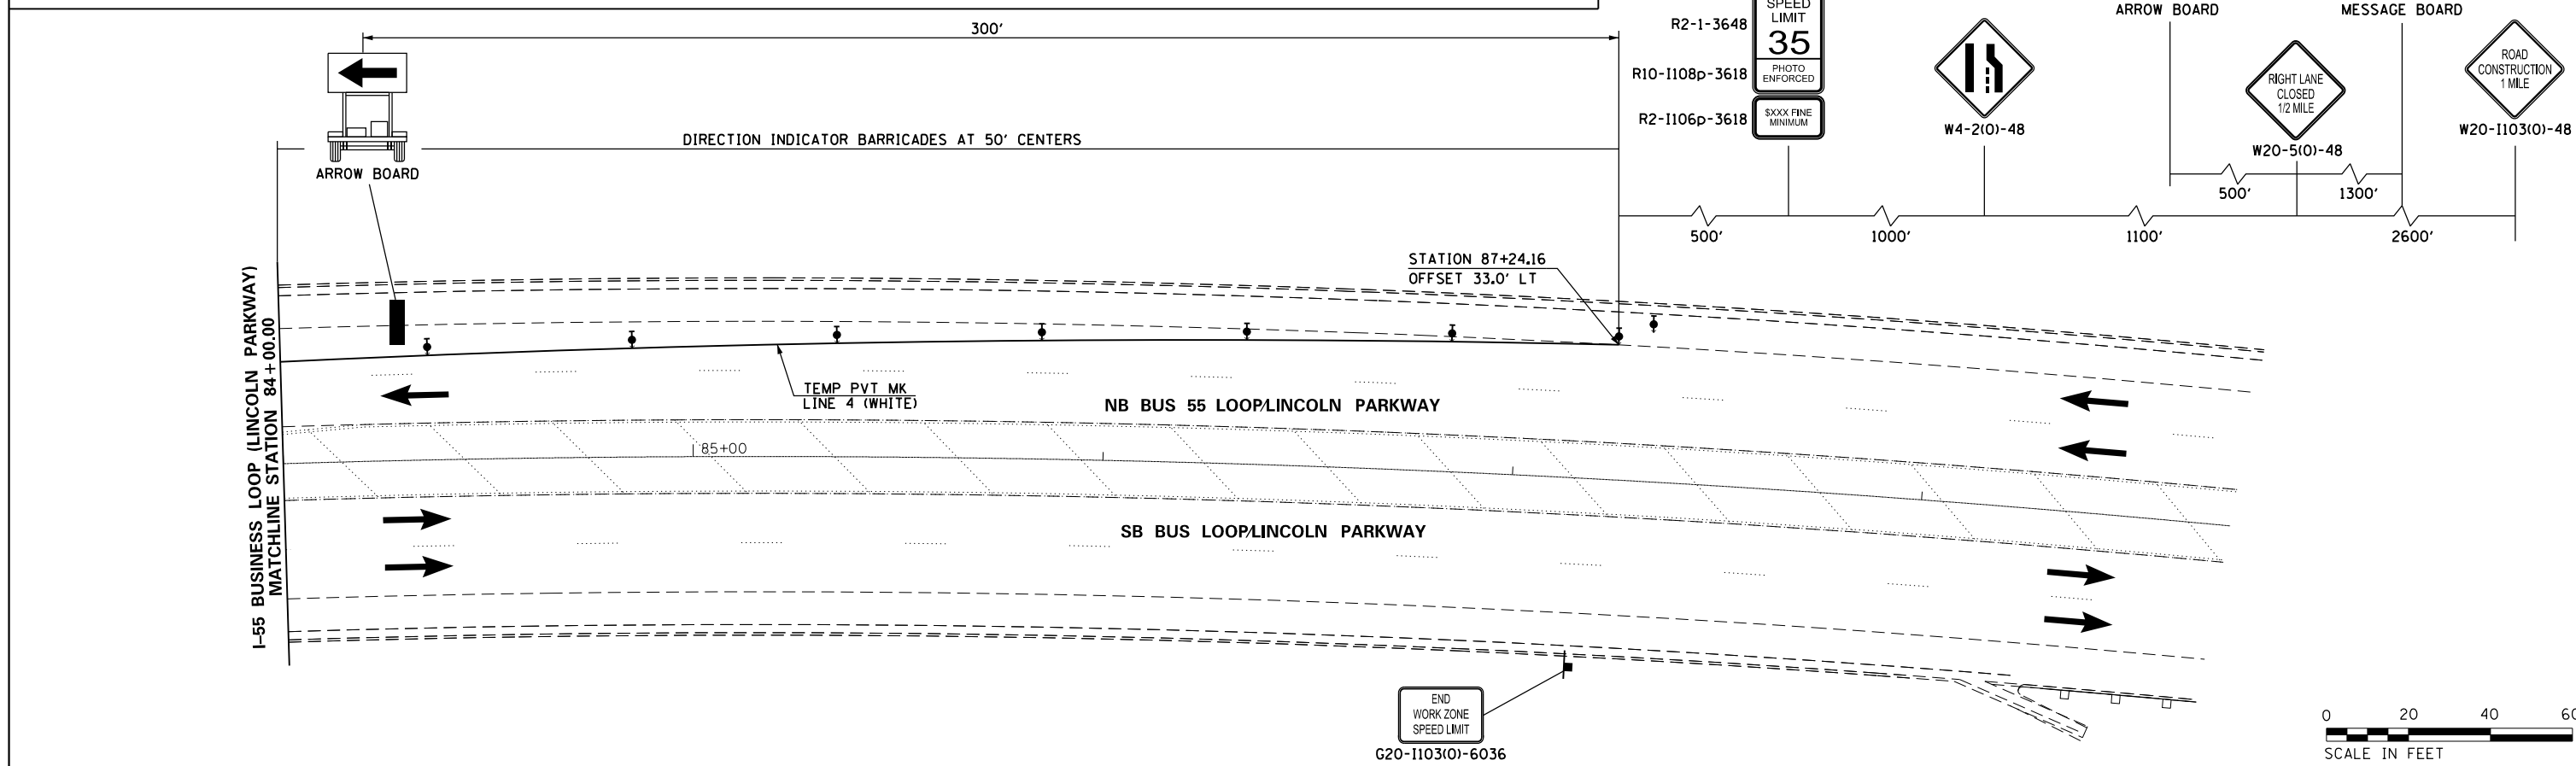 300'
ARROW BOARD
DIRECTION INDICATOR BARRICADES AT 50' CENTERS
R2-1-3648
SPEED
LIMIT
35
R10-I108p-3618
PHOTO
ENFORCED
R2-I106p-3618
$XXX FINE
MINIMUM
W4-2(O)-48
ARROW BOARD
MESSAGE BOARD
RIGHT LANE
CLOSED
1/2 MILE
W20-5(O)-48
ROAD
CONSTRUCTION
1 MILE
W20-I103(O)-48
500'
1300'
500'
1000'
1100'
2600'
STATION 87+24.16
OFFSET 33.0' LT
I-55 BUSINESS LOOP (LINCOLN PARKWAY)
MATCHLINE STATION 84+00.00
TEMP PVT MK
LINE 4 (WHITE)
NB BUS 55 LOOP/LINCOLN PARKWAY
85+00
SB BUS LOOP/LINCOLN PARKWAY
END
WORK ZONE
SPEED LIMIT
G20-I103(O)-6036
0 20 40 60
SCALE IN FEET